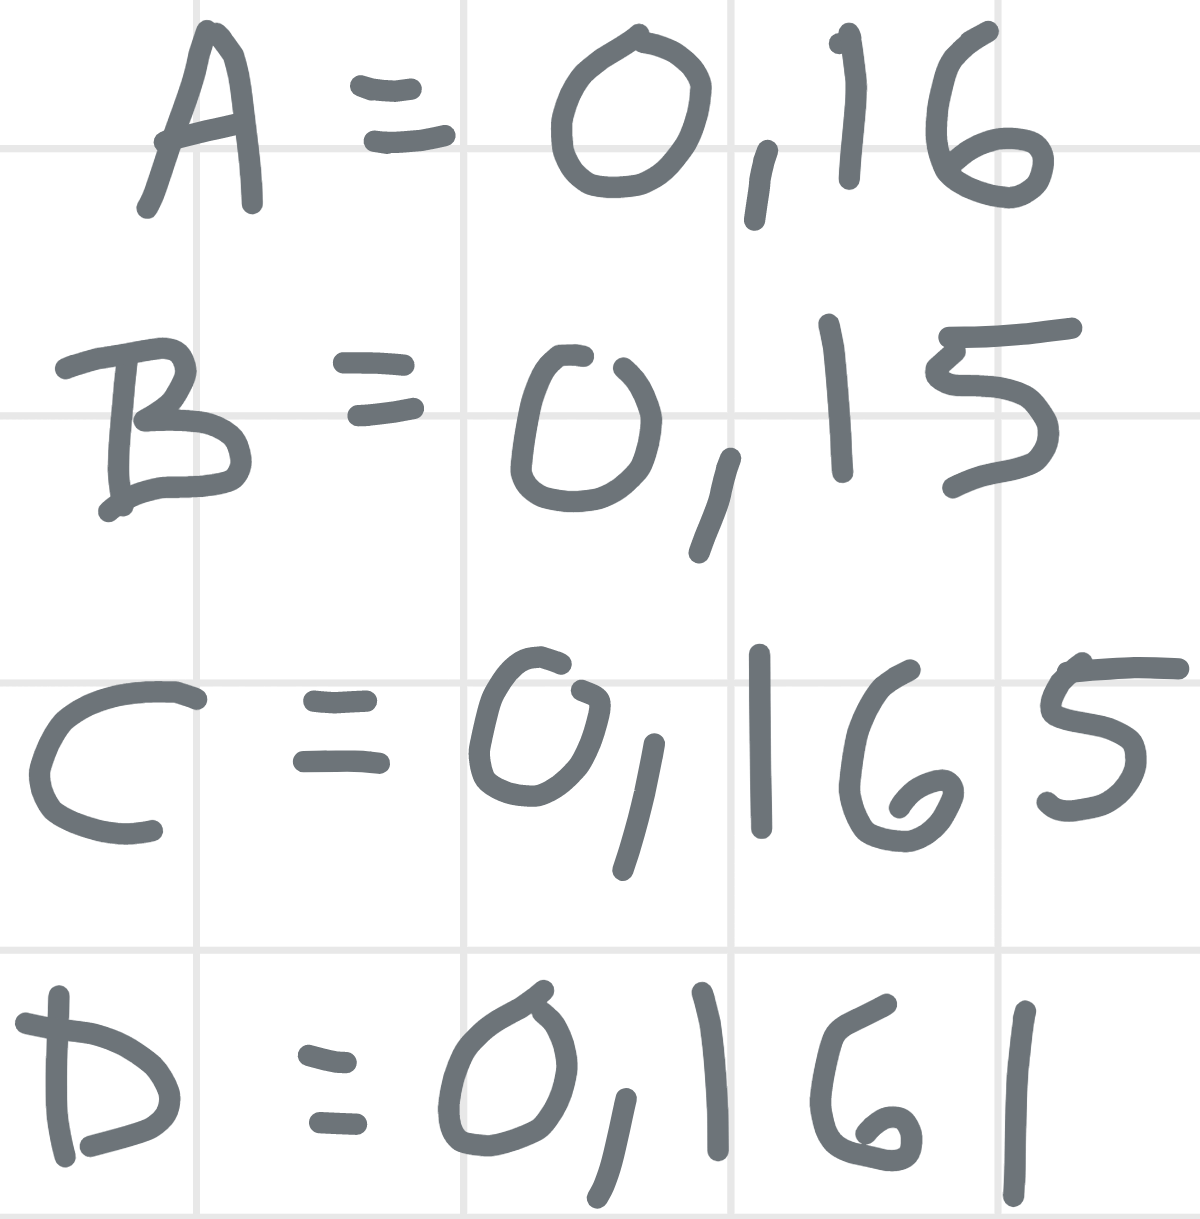 A = 0,16
B = 0,15
C = 0,165
D = 0,161